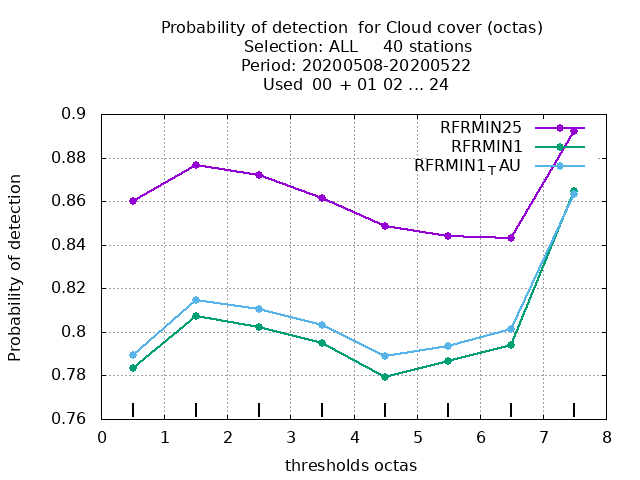 Probability of detection  for Cloud cover (octas)
Selection: ALL     40 stations
Period: 20200508-20200522
Used  00 + 01 02 ... 24
RFRMIN25
RFRMIN1
RFRMIN1TAU
Probability of detection
0.9
0.88
0.86
0.84
0.82
0.8
0.78
0.76
0 1 2 3 4 5 6 7 8
thresholds octas